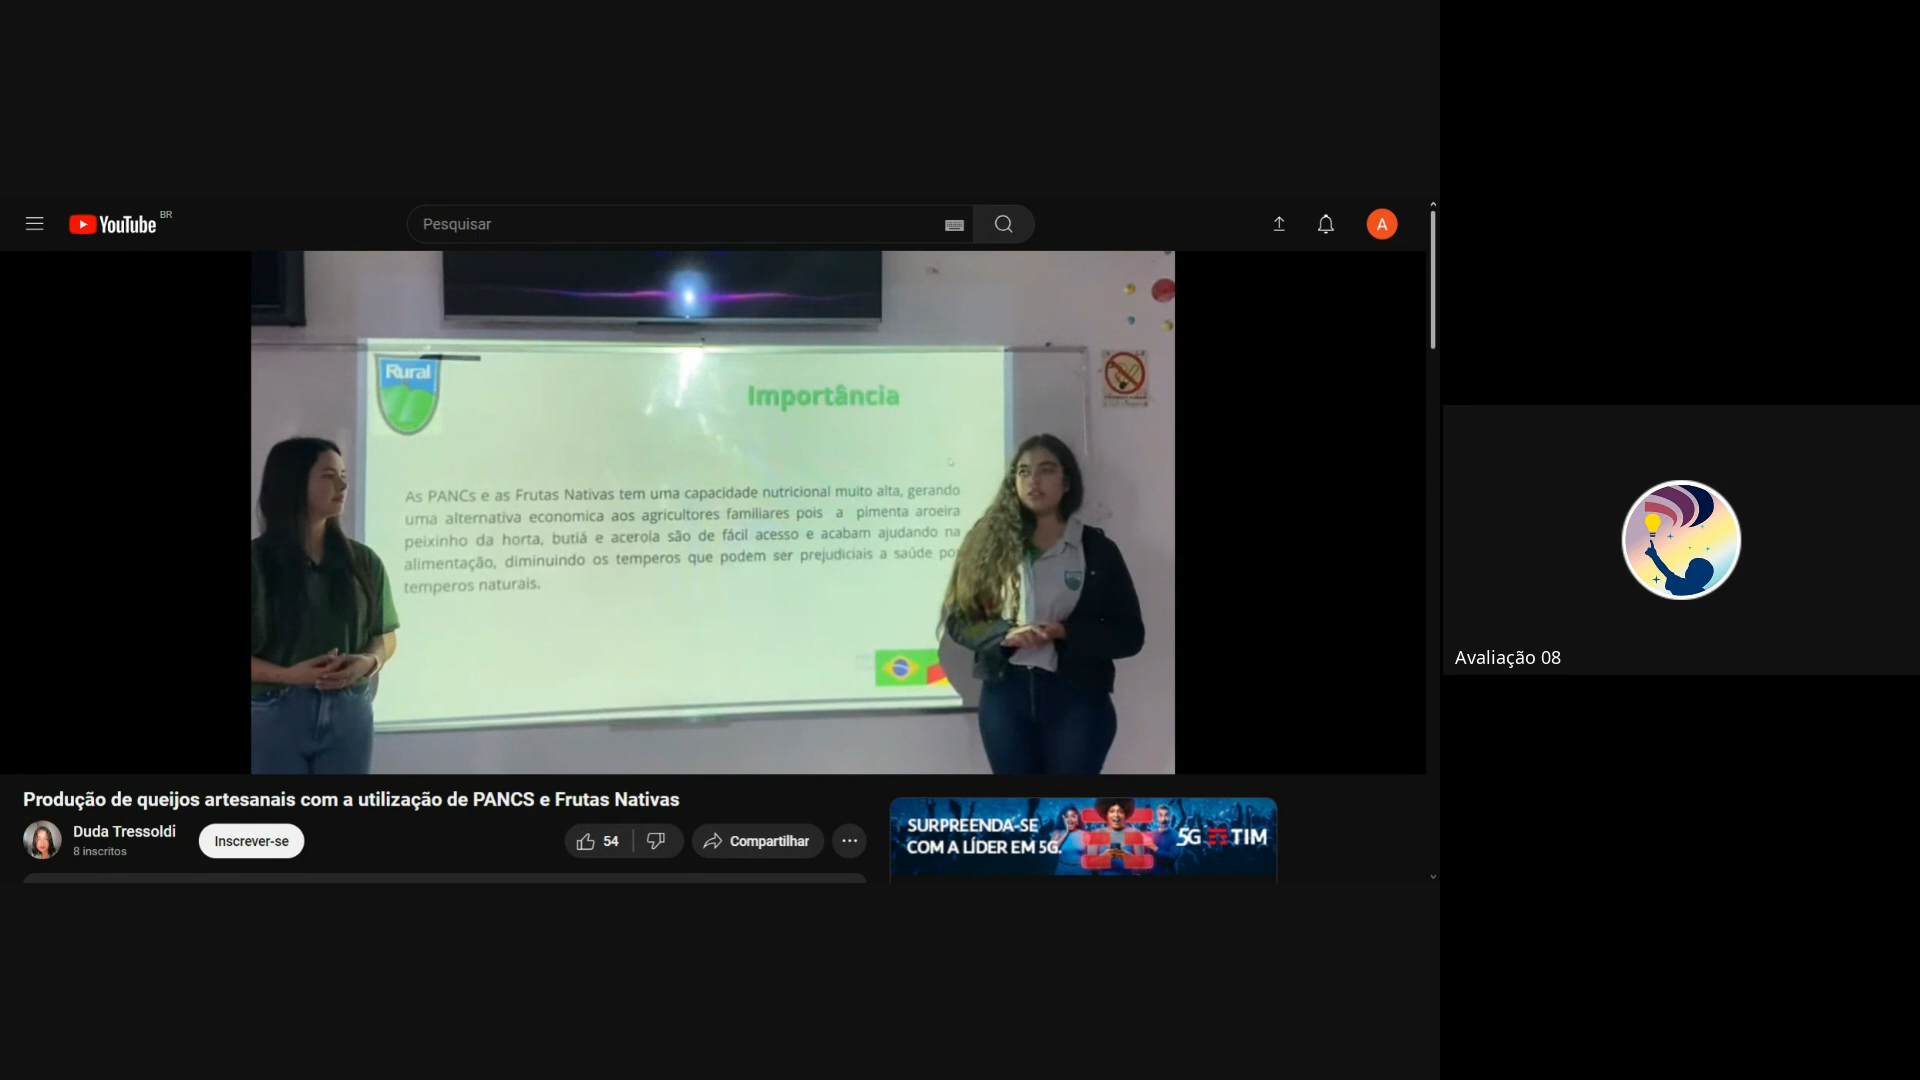 YouTube BR
Pesquisar
A
Rural
Importância
As PANCs e as Frutas Nativas tem uma capacidade nutricional muito alta, gerando
uma alternativa economica aos agricultores familiares pois a pimenta aroeira
peixinho da horta, butiá e acerola são de fácil acesso e acabam ajudando na
alimentação, diminuindo os temperos que podem ser prejudiciais a saúde por
temperos naturais.
Produção de queijos artesanais com a utilização de PANCS e Frutas Nativas
Duda Tressoldi
8 inscritos
Inscrever-se
54
Compartilhar
SURPREENDA-SE
COM A LÍDER EM 5G.
5G TIM
Avaliação 08